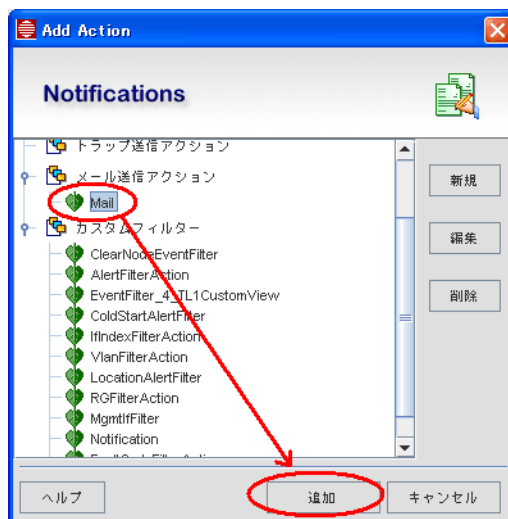 Add Action
Notifications
トラップ送信アクション
メール送信アクション
Mail
カスタムフィルター
ClearNodeEventFilter
AlertFilterAction
EventFilter_4_TL1CustomView
ColdStartAlertFilter
IfIndexFilterAction
VlanFilterAction
LocationAlertFilter
RGFilterAction
MgmtIfFilter
Notification
新規
編集
削除
ヘルプ
追加
キャンセル